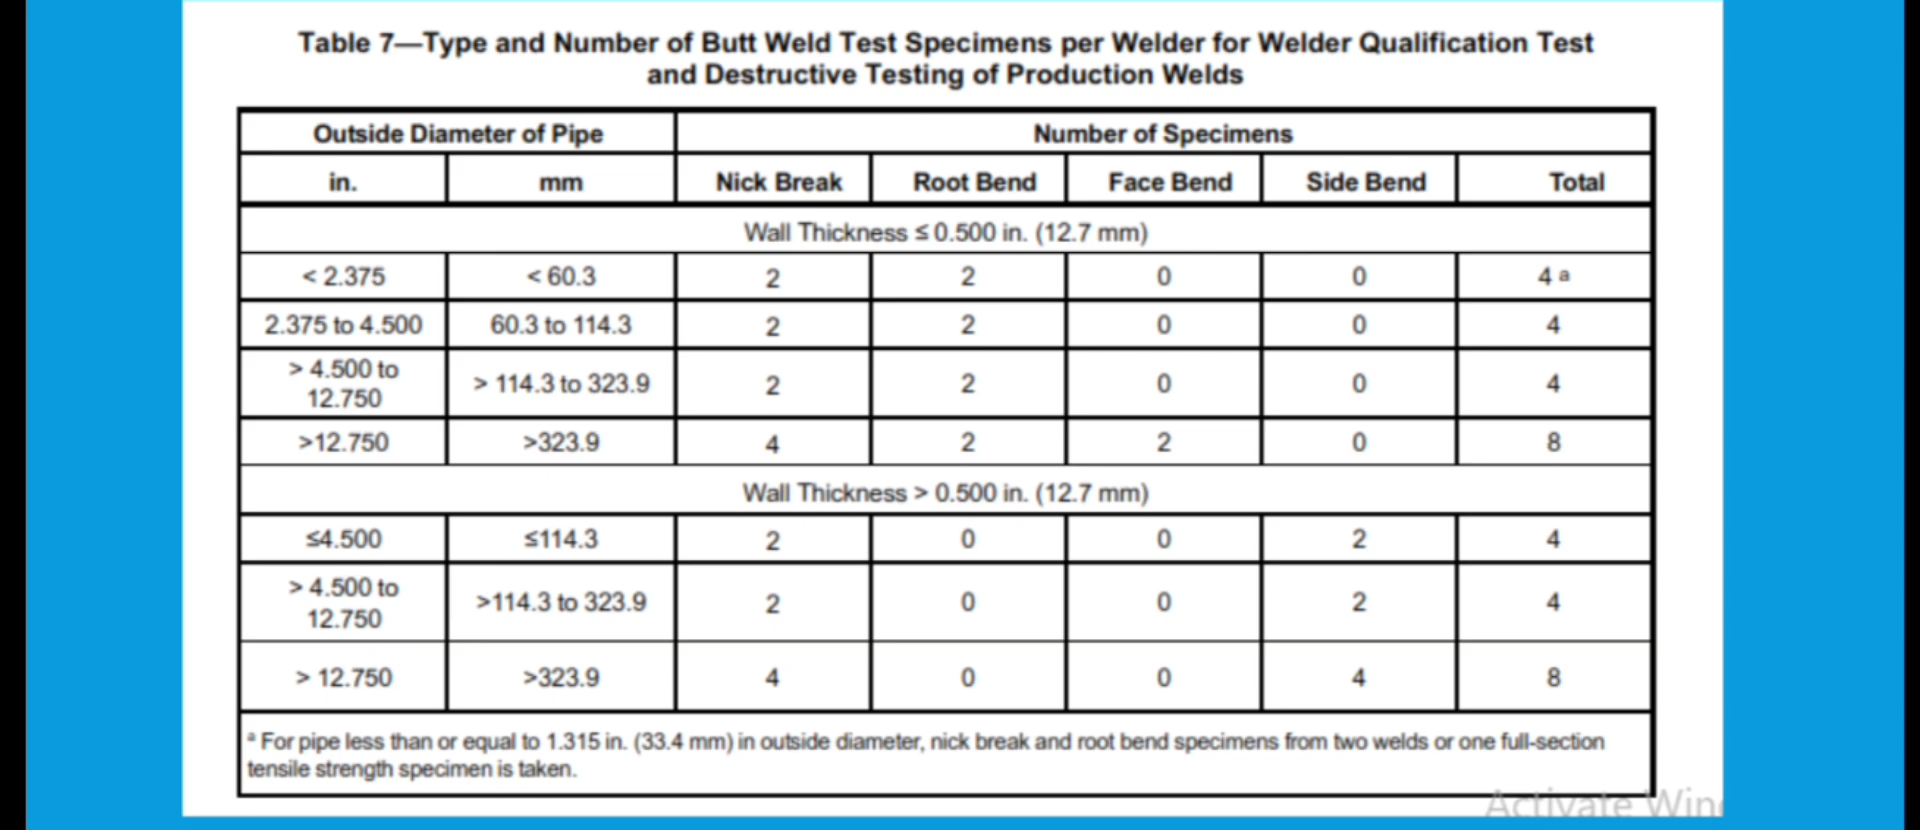 Table 7—Type and Number of Butt Weld Test Specimens per Welder for Welder Qualification Test
and Destructive Testing of Production Welds
Outside Diameter of Pipe Number of Specimens
in. mm Nick Break Root Bend Face Bend Side Bend Total
Wall Thickness ≤ 0.500 in. (12.7 mm)
< 2.375 < 60.3 2 2 0 0 4 a
2.375 to 4.500 60.3 to 114.3 2 2 0 0 4
> 4.500 to
12.750 > 114.3 to 323.9 2 2 0 0 4
>12.750 >323.9 4 2 2 0 8
Wall Thickness > 0.500 in. (12.7 mm)
≤4.500 ≤114.3 2 0 0 2 4
> 4.500 to
12.750 >114.3 to 323.9 2 0 0 2 4
> 12.750 >323.9 4 0 0 4 8
a For pipe less than or equal to 1.315 in. (33.4 mm) in outside diameter, nick break and root bend specimens from two welds or one full-section
tensile strength specimen is taken.
Activate